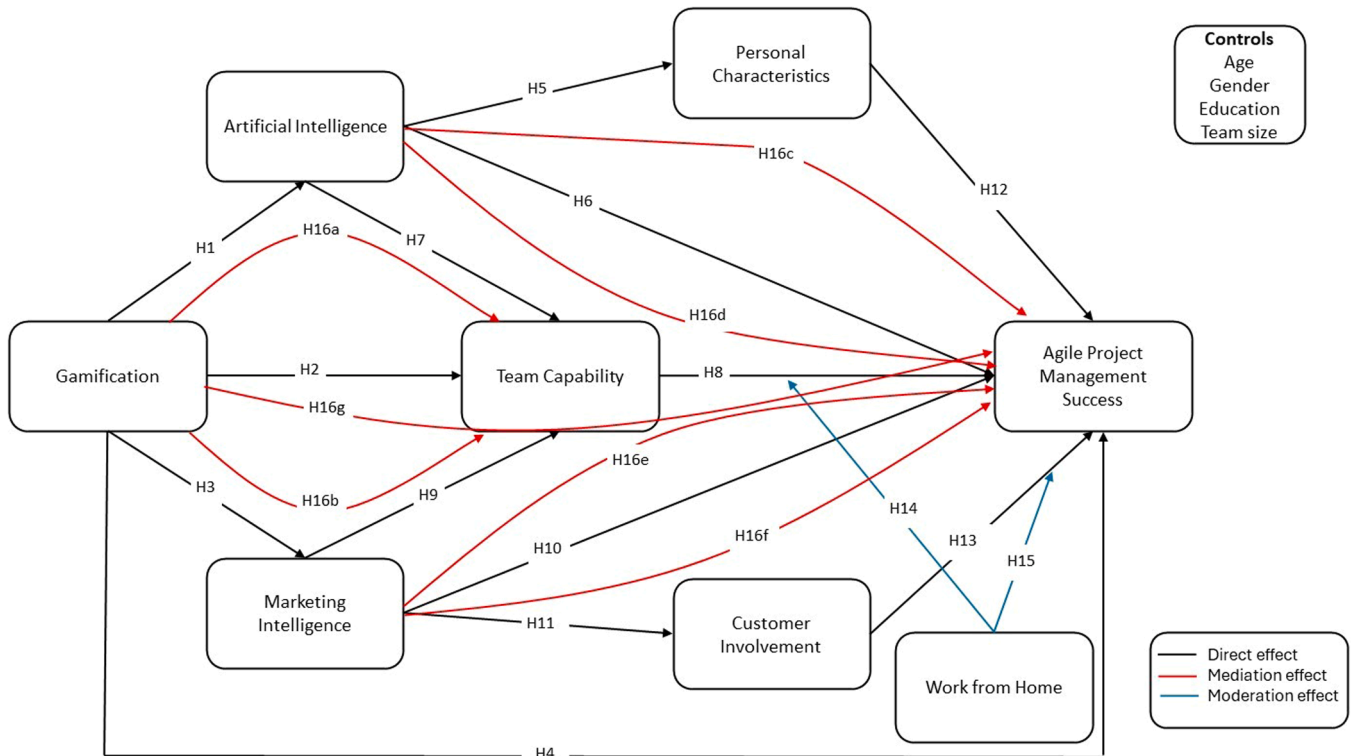 Personal
Characteristics
Controls
Age
Gender
Education
Team size
Artificial Intelligence
H5
H16c
H12
H6
H1
H16a
H7
H16d
Gamification
H2
Team Capability
H8
Agile Project
Management
Success
H16g
H16e
H3
H16b
H9
H14
H16f
H10
H13
H15
Marketing
Intelligence
H11
Customer
Involvement
Work from Home
Direct effect
Mediation effect
Moderation effect
H4